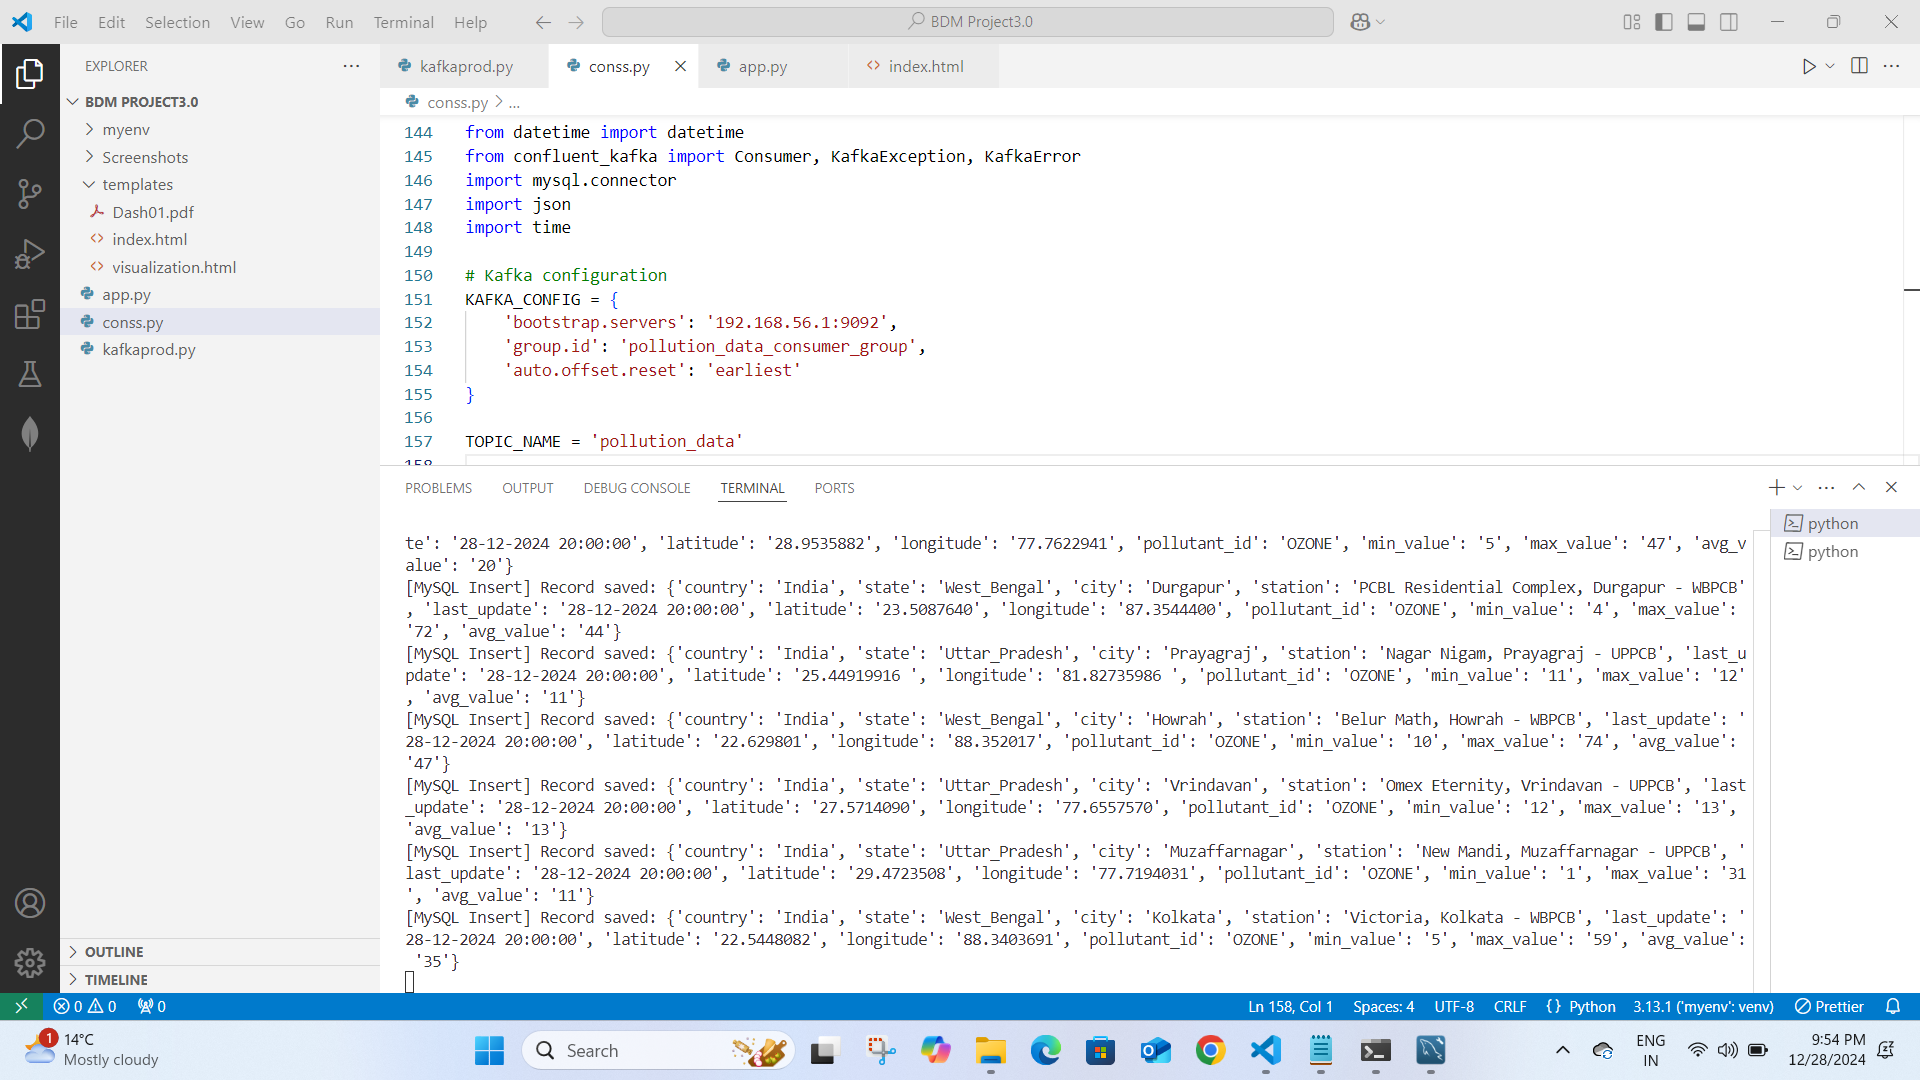 File Edit Selection View Go Run Terminal Help
BDM Project3.0
EXPLORER
BDM PROJECT3.0
myenv
Screenshots
templates
Dash01.pdf
index.html
visualization.html
app.py
conss.py
kafkaprod.py
OUTLINE
TIMELINE
kafkaprod.py conss.py app.py index.html
conss.py > ...
144 from datetime import datetime
145 from confluent_kafka import Consumer, KafkaException, KafkaError
146 import mysql.connector
147 import json
148 import time
149
150 # Kafka configuration
151 KAFKA_CONFIG = {
152 'bootstrap.servers': '192.168.56.1:9092',
153 'group.id': 'pollution_data_consumer_group',
154 'auto.offset.reset': 'earliest'
155 }
156
157 TOPIC_NAME = 'pollution_data'
158
PROBLEMS OUTPUT DEBUG CONSOLE TERMINAL PORTS
python
python
te': '28-12-2024 20:00:00', 'latitude': '28.9535882', 'longitude': '77.7622941', 'pollutant_id': 'OZONE', 'min_value': '5', 'max_value': '47', 'avg_v
alue': '20'}
[MySQL Insert] Record saved: {'country': 'India', 'state': 'West_Bengal', 'city': 'Durgapur', 'station': 'PCBL Residential Complex, Durgapur - WBPCB'
, 'last_update': '28-12-2024 20:00:00', 'latitude': '23.5087640', 'longitude': '87.3544400', 'pollutant_id': 'OZONE', 'min_value': '4', 'max_value':
'72', 'avg_value': '44'}
[MySQL Insert] Record saved: {'country': 'India', 'state': 'Uttar_Pradesh', 'city': 'Prayagraj', 'station': 'Nagar Nigam, Prayagraj - UPPCB', 'last_u
pdate': '28-12-2024 20:00:00', 'latitude': '25.44919916 ', 'longitude': '81.82735986 ', 'pollutant_id': 'OZONE', 'min_value': '11', 'max_value': '12'
, 'avg_value': '11'}
[MySQL Insert] Record saved: {'country': 'India', 'state': 'West_Bengal', 'city': 'Howrah', 'station': 'Belur Math, Howrah - WBPCB', 'last_update': '
28-12-2024 20:00:00', 'latitude': '22.629801', 'longitude': '88.352017', 'pollutant_id': 'OZONE', 'min_value': '10', 'max_value': '74', 'avg_value':
'47'}
[MySQL Insert] Record saved: {'country': 'India', 'state': 'Uttar_Pradesh', 'city': 'Vrindavan', 'station': 'Omex Eternity, Vrindavan - UPPCB', 'last
_update': '28-12-2024 20:00:00', 'latitude': '27.5714090', 'longitude': '77.6557570', 'pollutant_id': 'OZONE', 'min_value': '12', 'max_value': '13',
'avg_value': '13'}
[MySQL Insert] Record saved: {'country': 'India', 'state': 'Uttar_Pradesh', 'city': 'Muzaffarnagar', 'station': 'New Mandi, Muzaffarnagar - UPPCB', '
last_update': '28-12-2024 20:00:00', 'latitude': '29.4723508', 'longitude': '77.7194031', 'pollutant_id': 'OZONE', 'min_value': '1', 'max_value': '31
', 'avg_value': '11'}
[MySQL Insert] Record saved: {'country': 'India', 'state': 'West_Bengal', 'city': 'Kolkata', 'station': 'Victoria, Kolkata - WBPCB', 'last_update': '
28-12-2024 20:00:00', 'latitude': '22.5448082', 'longitude': '88.3403691', 'pollutant_id': 'OZONE', 'min_value': '5', 'max_value': '59', 'avg_value':
'35'}
0 0 0 Ln 158, Col 1 Spaces: 4 UTF-8 CRLF {} Python 3.13.1 ('myenv': venv) Prettier
1 14°C
Mostly cloudy
Search
ENG
IN
9:54 PM
12/28/2024